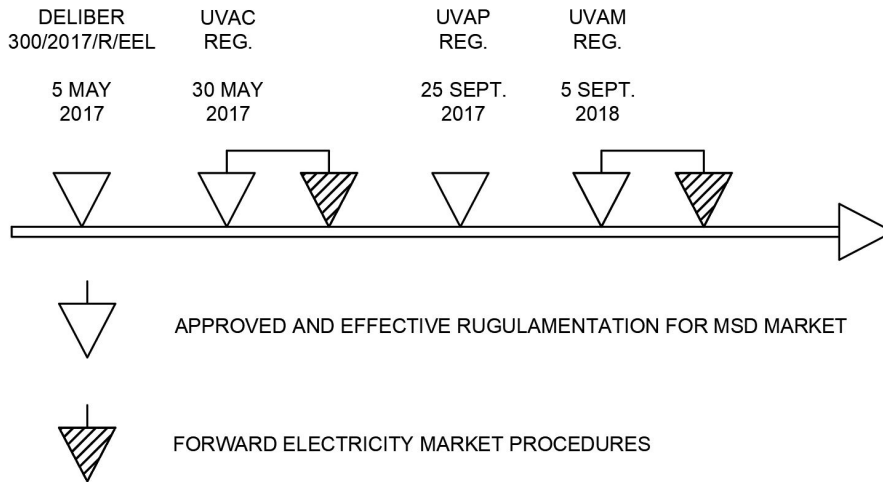 DELIBER
300/2017/R/EEL
5 MAY
2017
UVAC
REG.
30 MAY
2017
UVAP
REG.
25 SEPT.
2017
UVAM
REG.
5 SEPT.
2018
APPROVED AND EFFECTIVE RUGULAMENTATION FOR MSD MARKET
FORWARD ELECTRICITY MARKET PROCEDURES